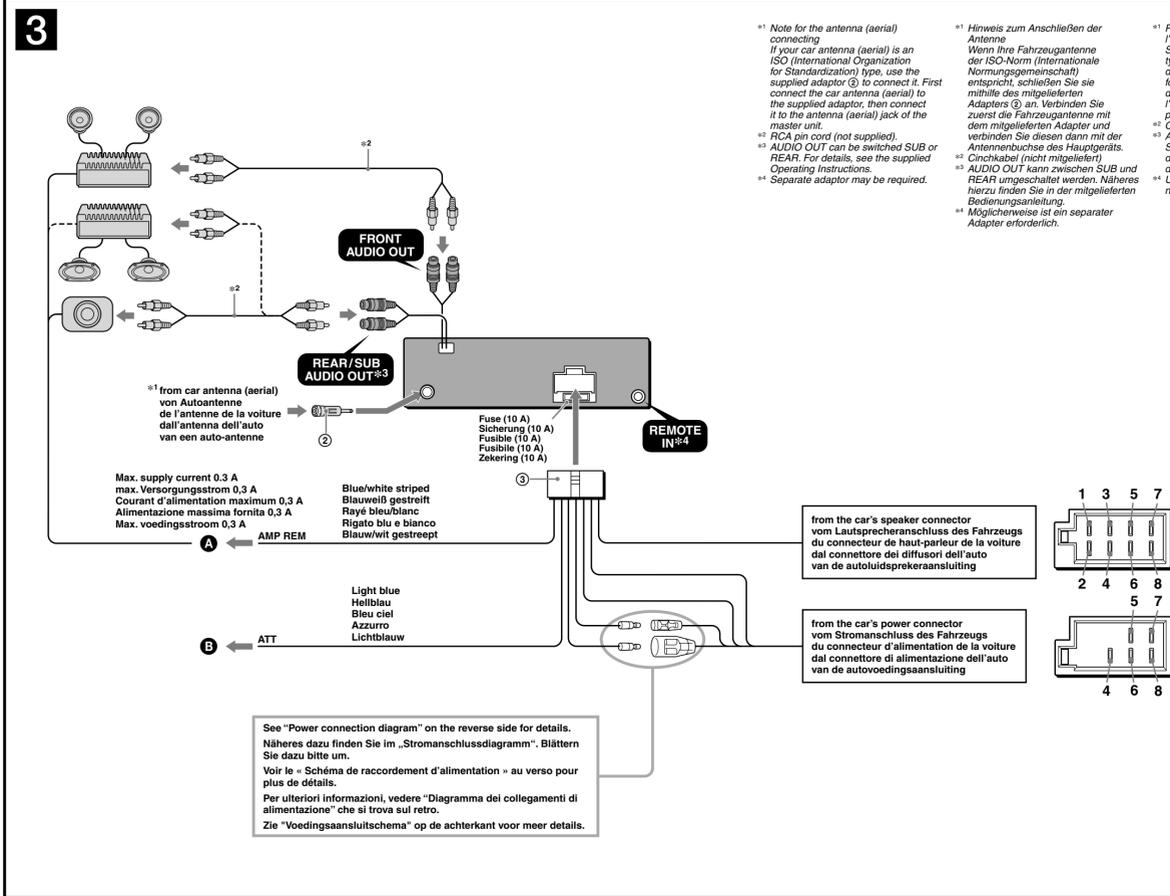 3
*1 Note for the antenna (aerial)
connecting
If your car antenna (aerial) is an
ISO (International Organization
for Standardization) type, use the
supplied adaptor ② to connect it. First
connect the car antenna (aerial) to
the supplied adaptor, then connect
it to the antenna (aerial) jack of the
master unit.
*2 RCA pin cord (not supplied).
*3 AUDIO OUT can be switched SUB or
REAR. For details, see the supplied
Operating Instructions.
*4 Separate adaptor may be required.
*1 Hinweis zum Anschließen der
Antenne
Wenn Ihre Fahrzeugantenne
der ISO-Norm (Internationale
Normungsgemeinschaft)
entspricht, schließen Sie sie
mithilfe des mitgelieferten
Adapters ② an. Verbinden Sie
zuerst die Fahrzeugantenne mit
dem mitgelieferten Adapter und
verbinden Sie diesen dann mit der
Antennenbuchse des Hauptgeräts.
*2 Cinchkabel (nicht mitgeliefert)
*3 AUDIO OUT kann zwischen SUB und
REAR umgeschaltet werden. Näheres
hierzu finden Sie in der mitgelieferten
Bedienungsanleitung.
*4 Möglicherweise ist ein separater
Adapter erforderlich.
*1
*2
*3
*4
*2
FRONT
AUDIO OUT
*2
REAR/SUB
AUDIO OUT*3
*1 from car antenna (aerial)
von Autoantenne
de l'antenne de la voiture
dall'antenna dell'auto
van een auto-antenne
②
Fuse (10 A)
Sicherung (10 A)
Fusible (10 A)
Fusibile (10 A)
Zekering (10 A)
REMOTE
IN*4
③
Max. supply current 0.3 A
max. Versorgungsstrom 0,3 A
Courant d'alimentation maximum 0,3 A
Alimentazione massima fornita 0,3 A
Max. voedingsstroom 0,3 A
Blue/white striped
Blauweiß gestreift
Rayé bleu/blanc
Rigato blu e bianco
Blauw/wit gestreept
A AMP REM
from the car's speaker connector
vom Lautsprecheranschluss des Fahrzeugs
du connecteur de haut-parleur de la voiture
dal connettore dei diffusori dell'auto
van de autoluidsprekeraansluiting
1 3 5 7
2 4 6 8
Light blue
Hellblau
Bleu ciel
Azzurro
Lichtblauw
B ATT
from the car's power connector
vom Stromanschluss des Fahrzeugs
du connecteur d'alimentation de la voiture
dal connettore di alimentazione dell'auto
van de autovoedingsaansluiting
5 7
4 6 8
See “Power connection diagram” on the reverse side for details.
Näheres dazu finden Sie im „Stromanschlussdiagramm“. Blättern
Sie dazu bitte um.
Voir le « Schéma de raccordement d'alimentation » au verso pour
plus de détails.
Per ulteriori informazioni, vedere “Diagramma dei collegamenti di
alimentazione” che si trova sul retro.
Zie "Voedingsaansluitschema" op de achterkant voor meer details.